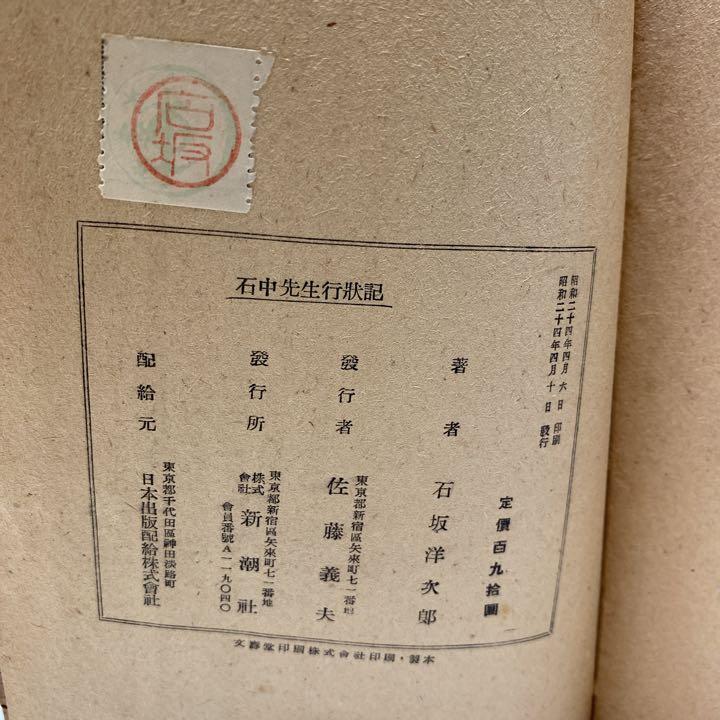 石坂
石中先生行狀記
昭和二十四年四月六日 印刷
昭和二十四年四月十日 發行
定價百九拾圓
著者 石坂洋次郎
東京都新宿區矢來町七一番地
發行者 佐藤義夫
東京都新宿區矢來町七一番地
發行所 株式會社 新潮社
會員番號A一一九〇四〇
東京都千代田區神田淡路町
配給元 日本出版配給株式會社
文壽堂印刷株式会社印刷・製本